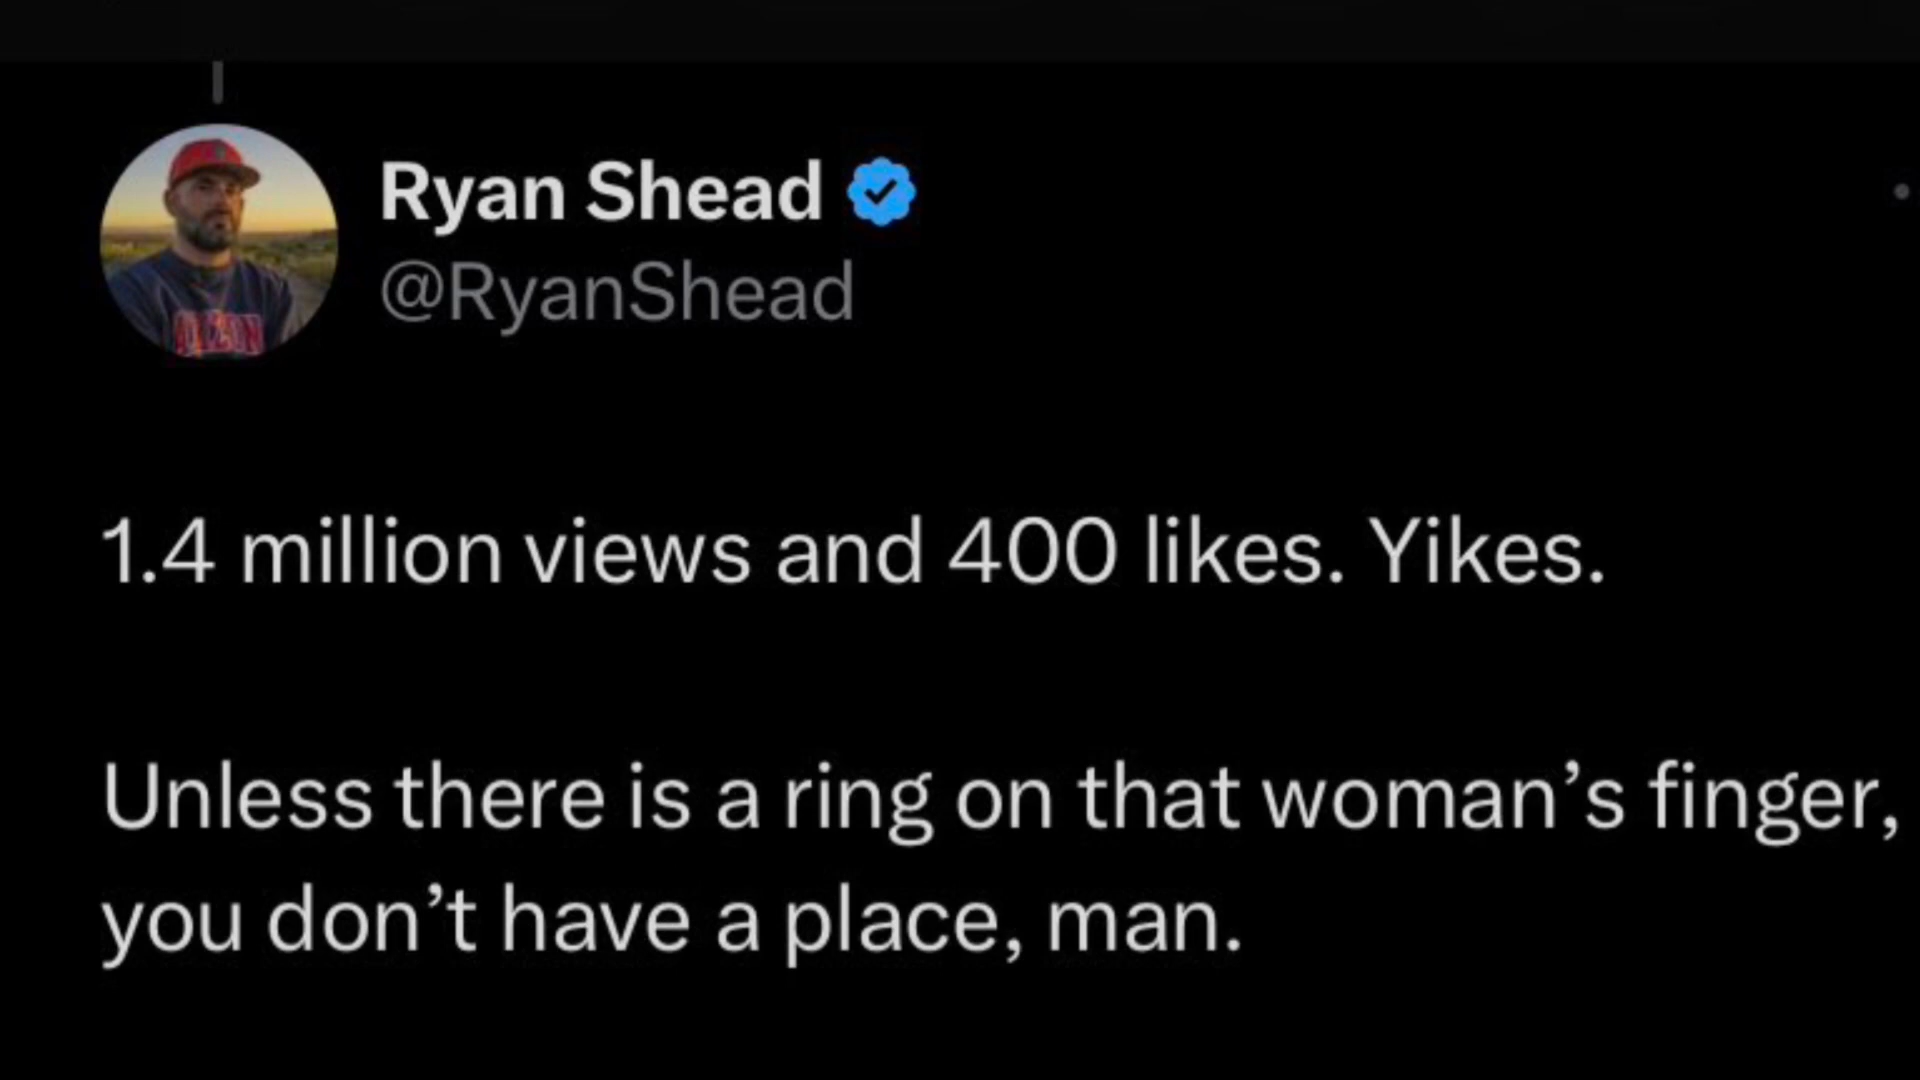 Ryan Shead
@RyanShead
1.4 million views and 400 likes. Yikes.
Unless there is a ring on that woman’s finger,
you don’t have a place, man.